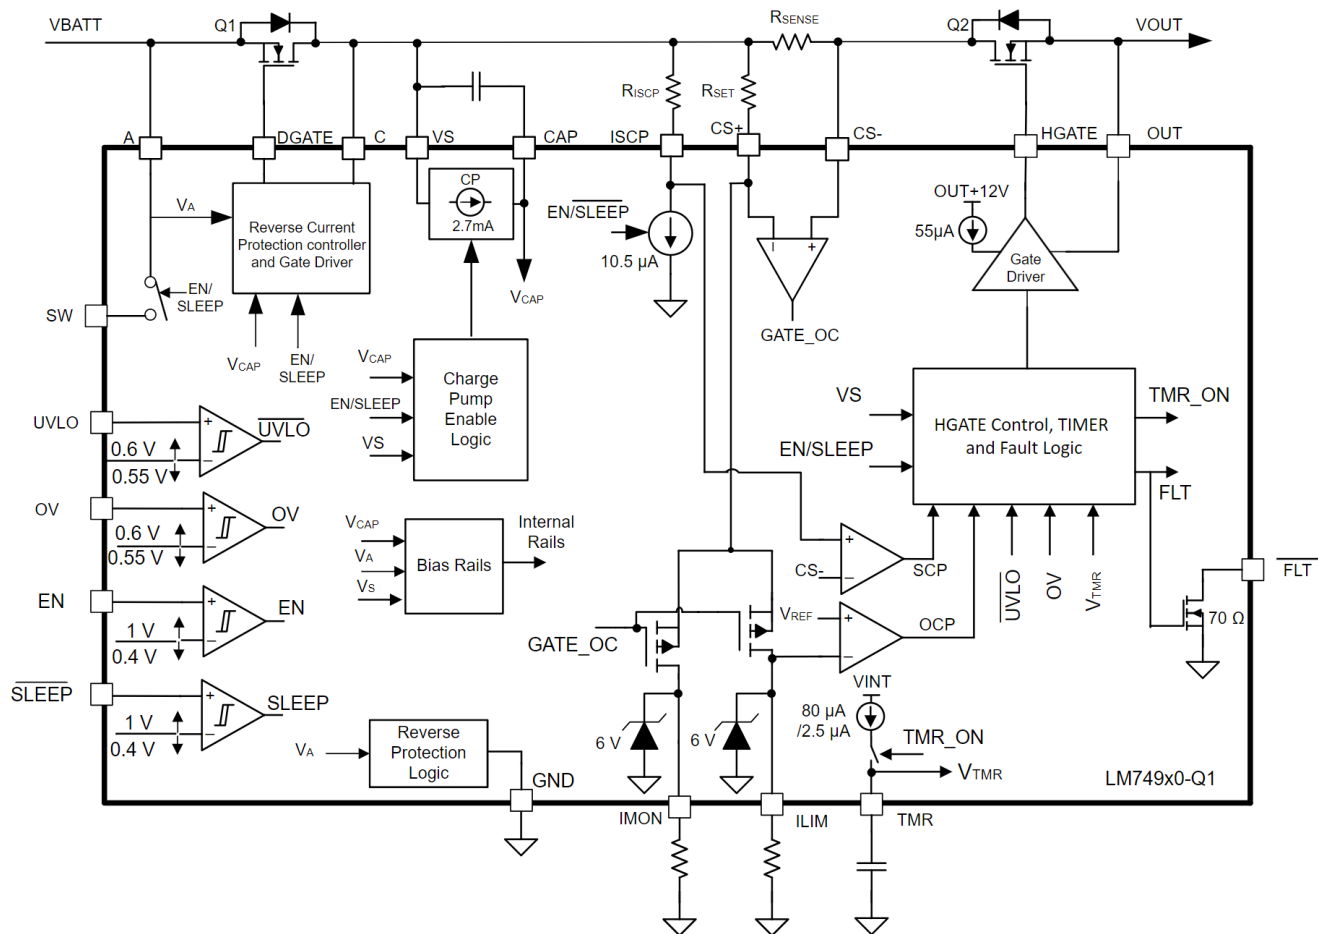 VBATT
Q1
RSENSE
Q2
VOUT
RISCP
RSET
A
DGATE
C
VS
CAP
ISCP
CS+
CS-
HGATE
OUT
CP
2.7mA
VA
Reverse Current
Protection controller
and Gate Driver
EN/SLEEP
10.5 µA
I
+
OUT+12V
55µA
Gate
Driver
EN/
SLEEP
SW
VCAP
GATE_OC
VCAP
EN/
SLEEP
VCAP
EN/SLEEP
VS
Charge
Pump
Enable
Logic
VS
EN/SLEEP
HGATE Control, TIMER
and Fault Logic
TMR_ON
FLT
UVLO
+
−
0.6 V
0.55 V
UVLO
OV
+
−
0.6 V
0.55 V
OV
VCAP
VA
VS
Bias Rails
Internal
Rails
+
−
CS-
SCP
UVLO
OV
VTMR
FLT
70 Ω
EN
+
−
1 V
0.4 V
EN
GATE_OC
VREF
+
−
OCP
SLEEP
+
−
1 V
0.4 V
SLEEP
VA
Reverse
Protection
Logic
GND
6 V
6 V
VINT
80 µA
/2.5 µA
TMR_ON
VTMR
LM749x0-Q1
IMON
ILIM
TMR